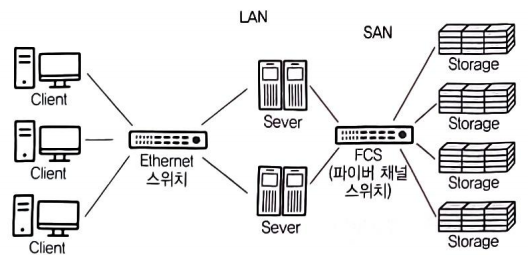 LAN
SAN
Client
Client
Client
Ethernet
스위치
Sever
Sever
FCS
(파이버 채널
스위치)
Storage
Storage
Storage
Storage